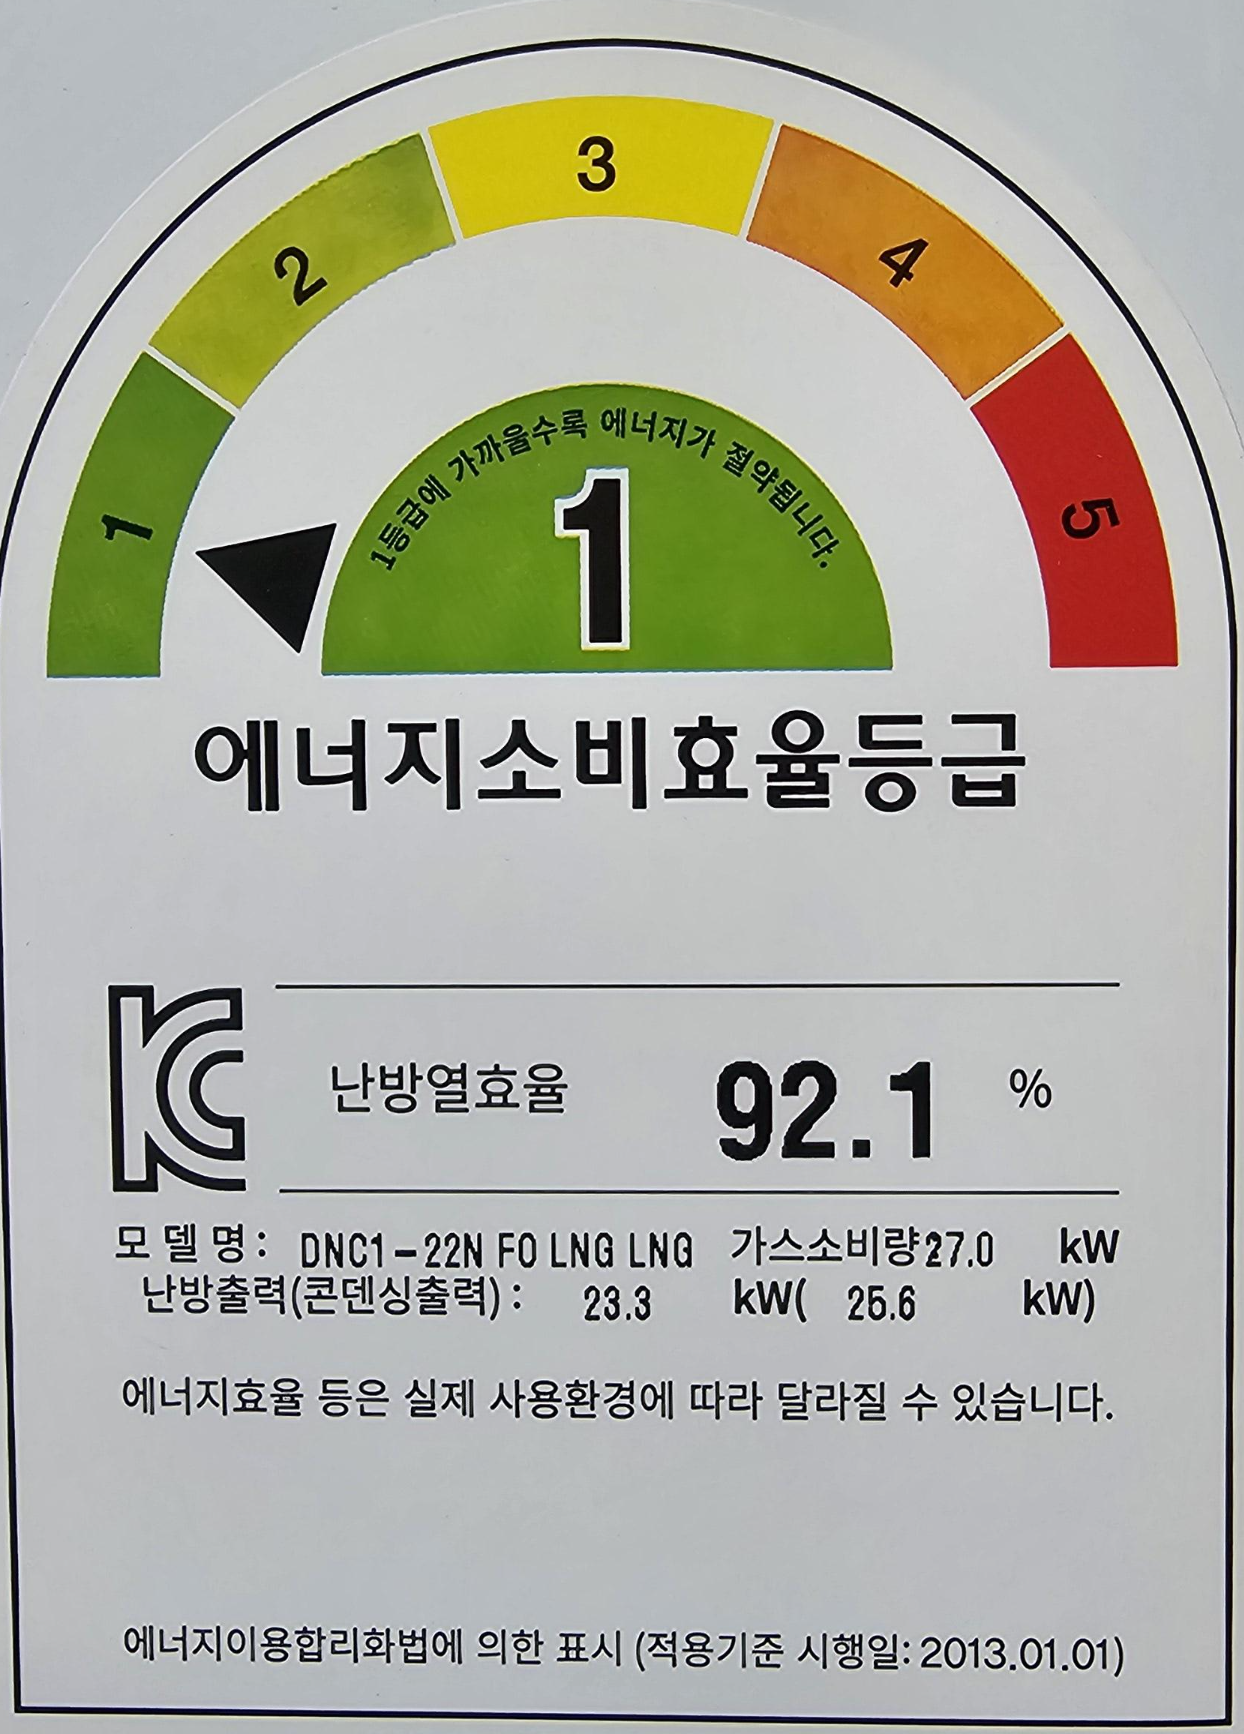 1
2
3
4
5
1등급에 가까울수록 에너지가 절약됩니다.
1
에너지소비효율등급
KC
난방열효율 92.1 %
모 델 명 : DNC1-22N FO LNG LNG 가스소비량27.0 kW
난방출력(콘덴싱출력) : 23.3 kW( 25.6 kW)
에너지효율 등은 실제 사용환경에 따라 달라질 수 있습니다.
에너지이용합리화법에 의한 표시 (적용기준 시행일: 2013.01.01)